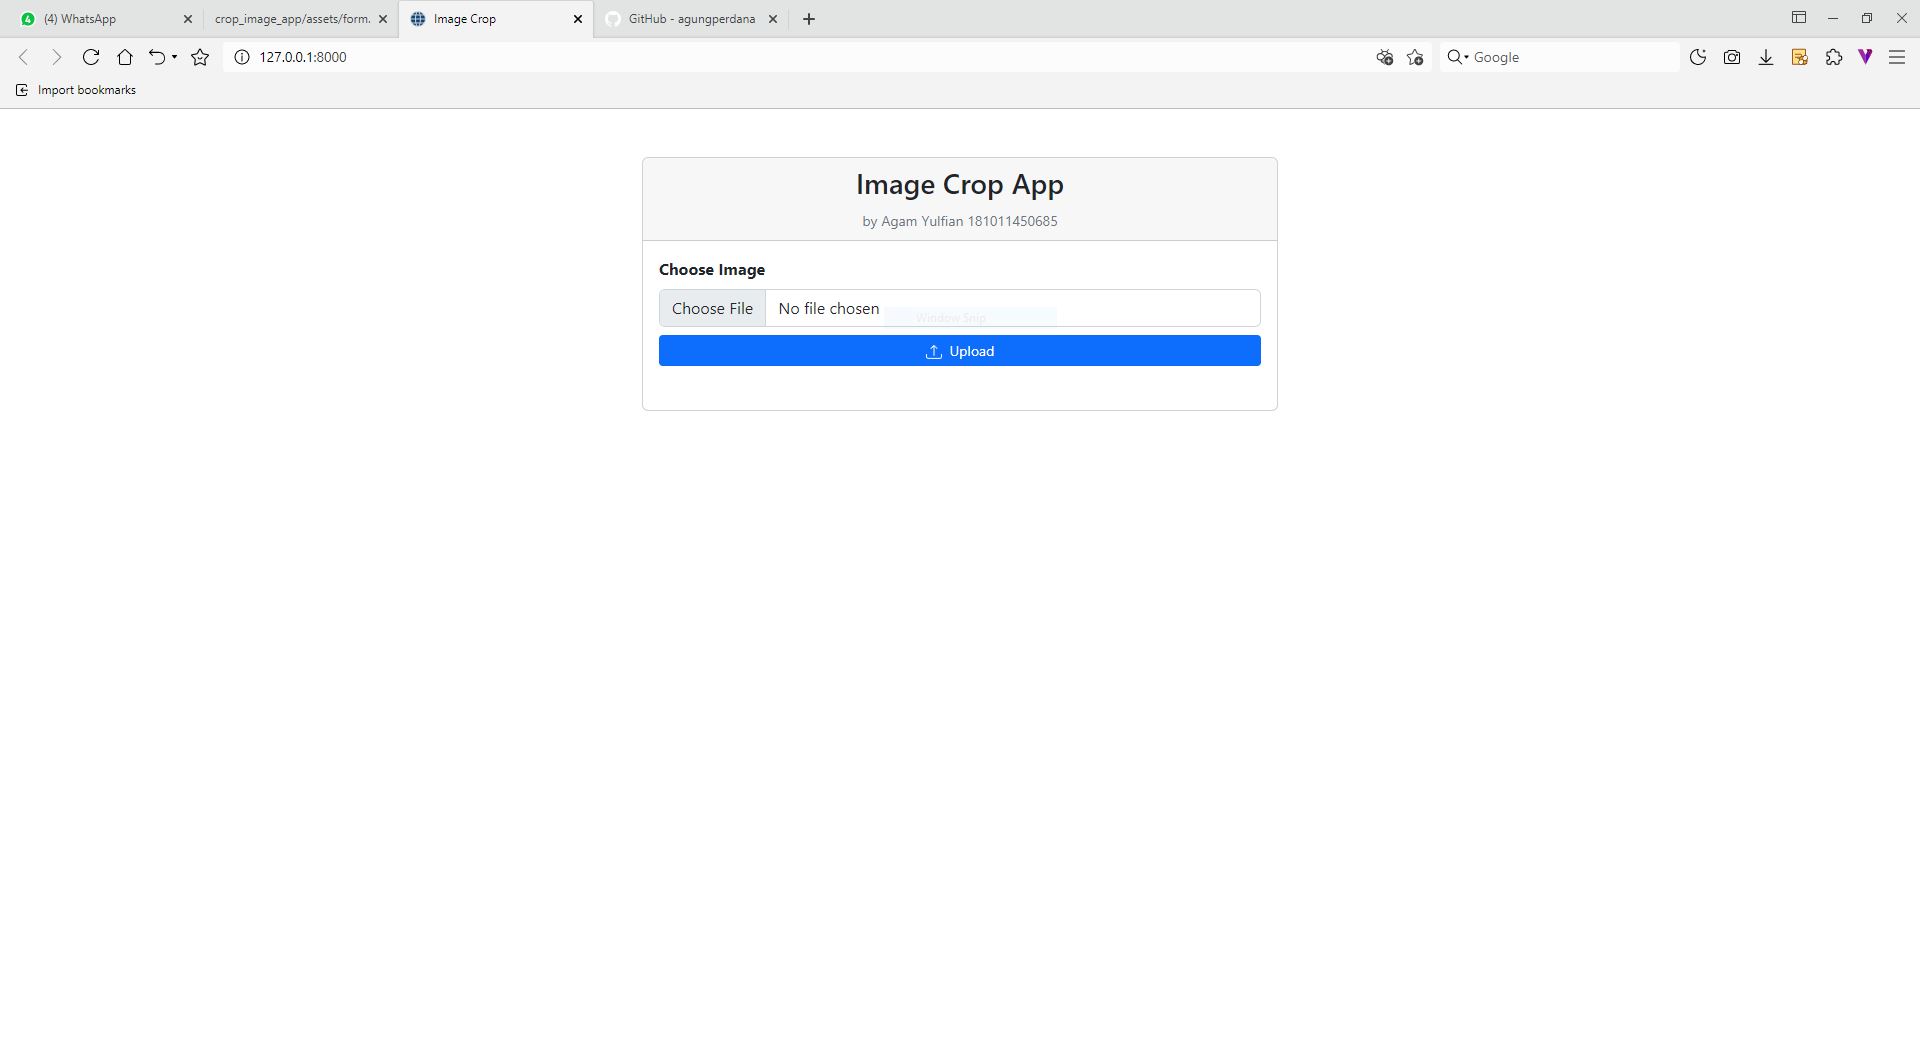 (4) WhatsApp
crop_image_app/assets/form.
Image Crop
GitHub - agungperdana
127.0.0.1:8000
Google
Import bookmarks
Image Crop App
by Agam Yulfian 181011450685
Choose Image
Choose File No file chosen
Window Snip
Upload